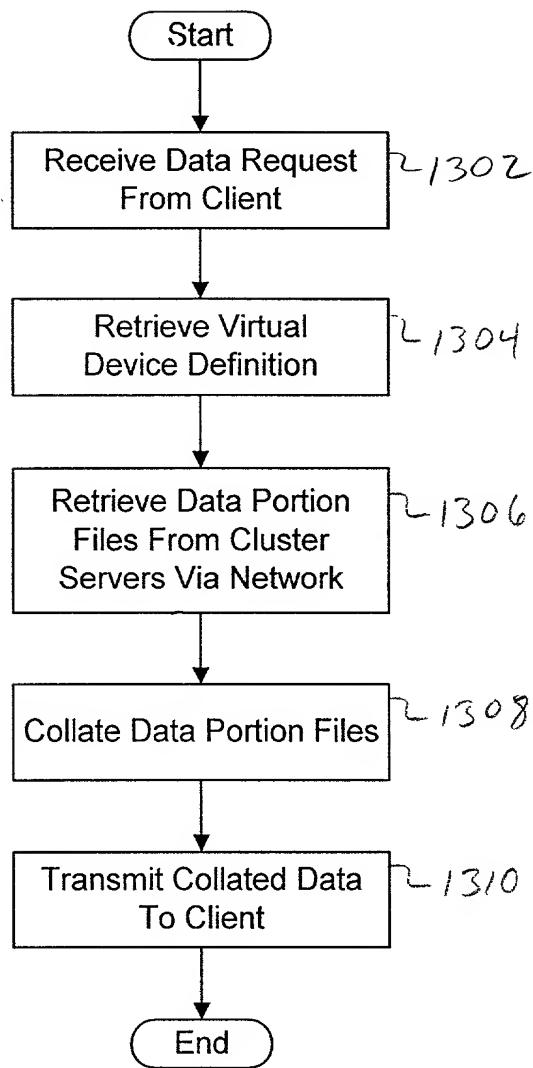 Start
Receive Data Request
From Client
1302
Retrieve Virtual
Device Definition
1304
Retrieve Data Portion
Files From Cluster
Servers Via Network
1306
Collate Data Portion Files
1308
Transmit Collated Data
To Client
1310
End